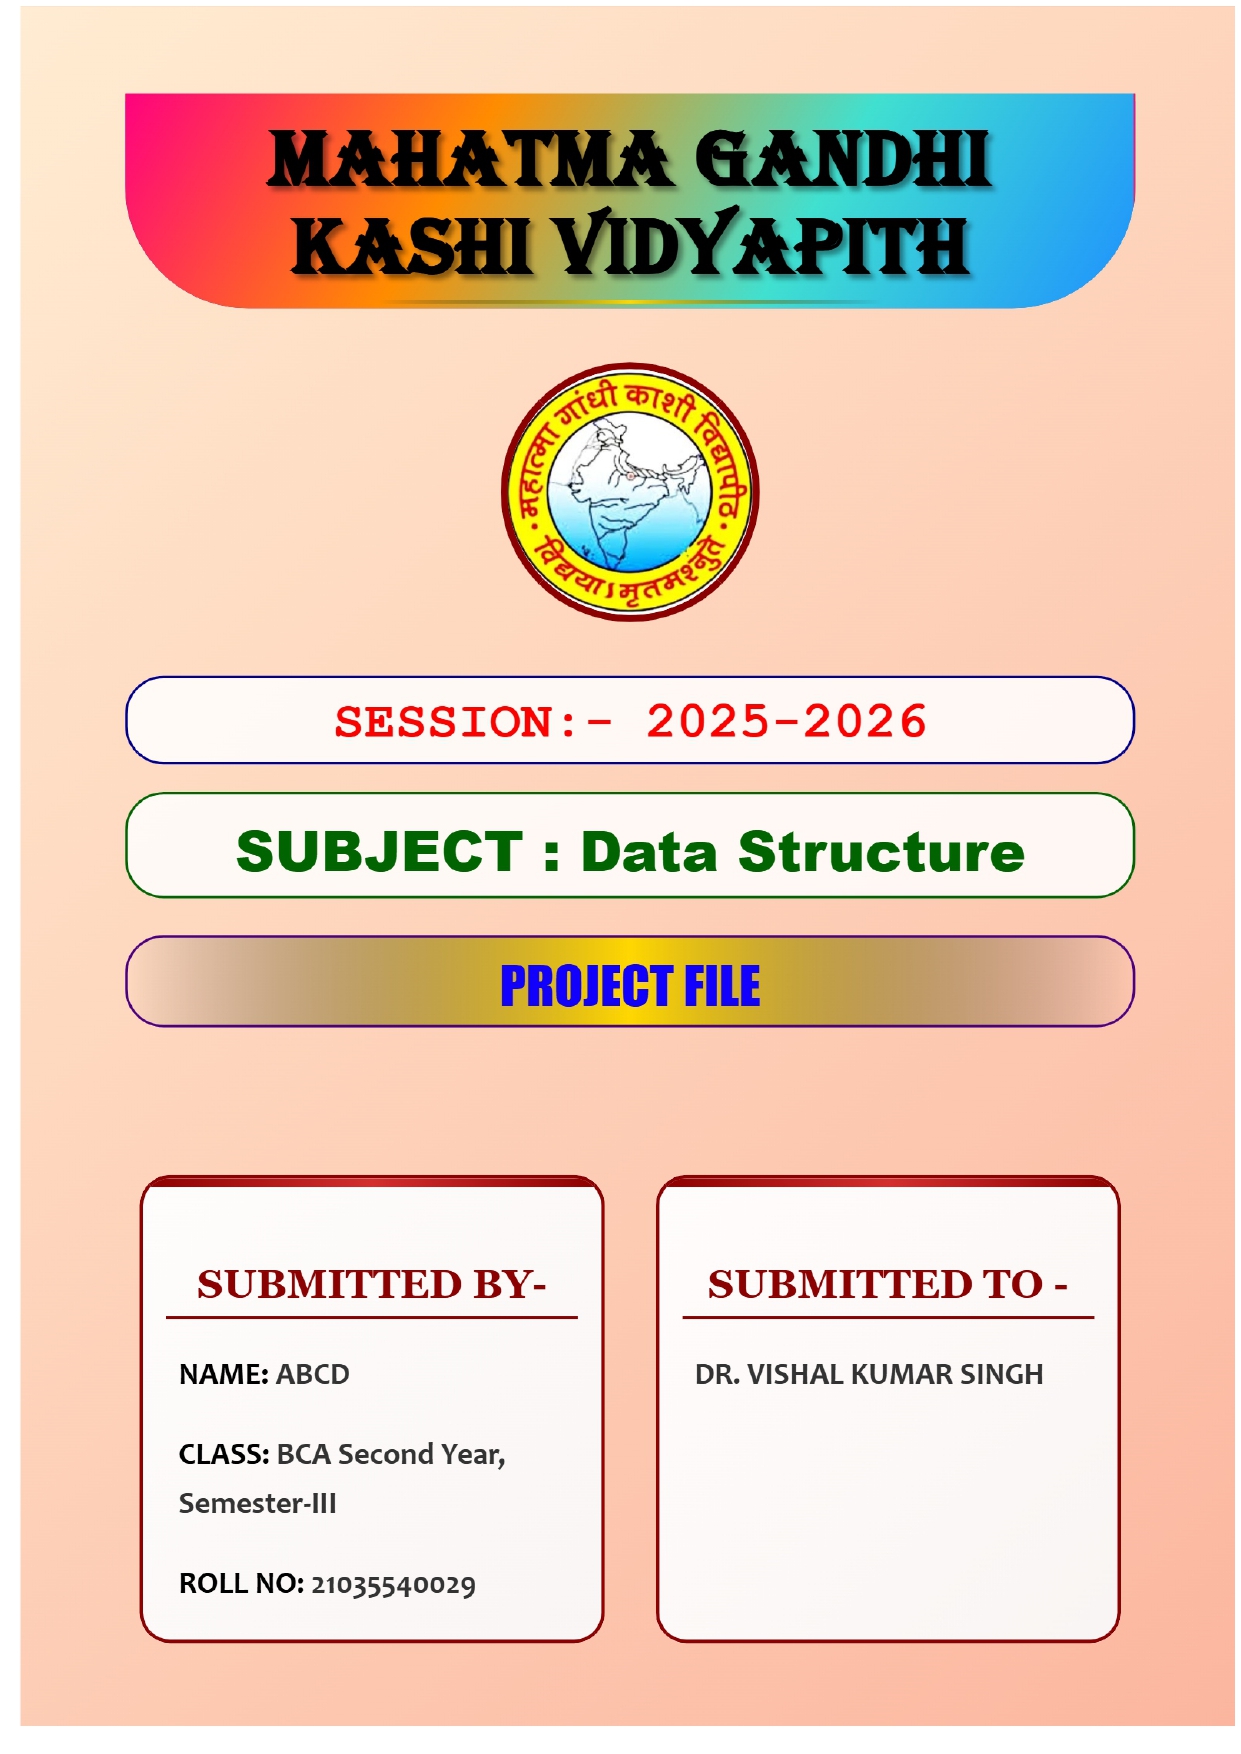 MAHATMA GANDHI
KASHI VIDYAPITH
महात्मा गांधी काशी विद्यापीठ
विद्ययाऽमृतमश्नुते
SESSION:- 2025-2026
SUBJECT : Data Structure
PROJECT FILE
SUBMITTED BY-
NAME: ABCD
CLASS: BCA Second Year,
Semester-III
ROLL NO: 21035540029
SUBMITTED TO -
DR. VISHAL KUMAR SINGH